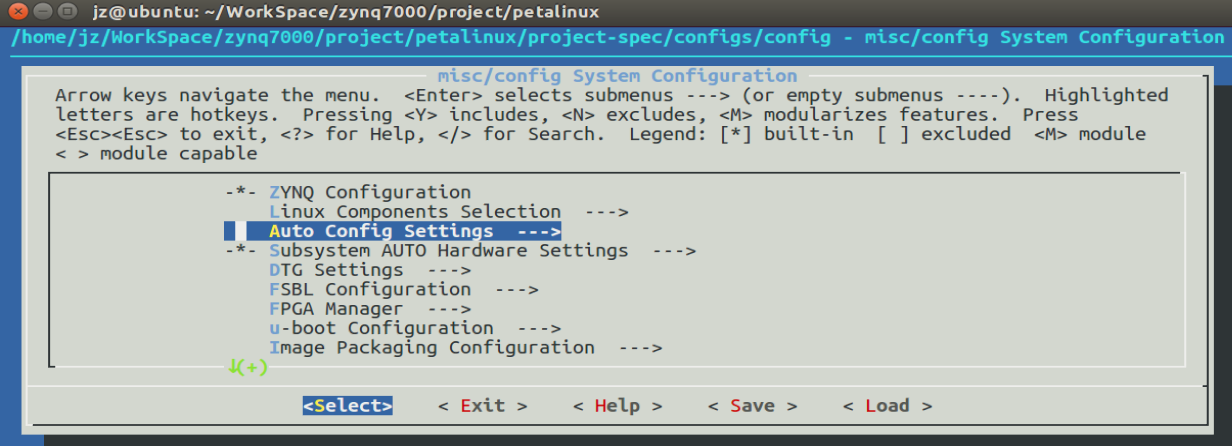 jz@ubuntu: ~/WorkSpace/zynq7000/project/petalinux
/home/jz/WorkSpace/zynq7000/project/petalinux/project-spec/configs/config - misc/config System Configuration
misc/config System Configuration
Arrow keys navigate the menu.  <Enter> selects submenus ---> (or empty submenus ----).  Highlighted
letters are hotkeys.  Pressing <Y> includes, <N> excludes, <M> modularizes features.  Press
<Esc><Esc> to exit, <?> for Help, </> for Search.  Legend: [*] built-in  [ ] excluded  <M> module
< > module capable
-*- ZYNQ Configuration
Linux Components Selection  --->
Auto Config Settings  --->
-*- Subsystem AUTO Hardware Settings  --->
DTG Settings  --->
FSBL Configuration  --->
FPGA Manager  --->
u-boot Configuration  --->
Image Packaging Configuration  --->
↓(+)
<Select>    < Exit >    < Help >    < Save >    < Load >